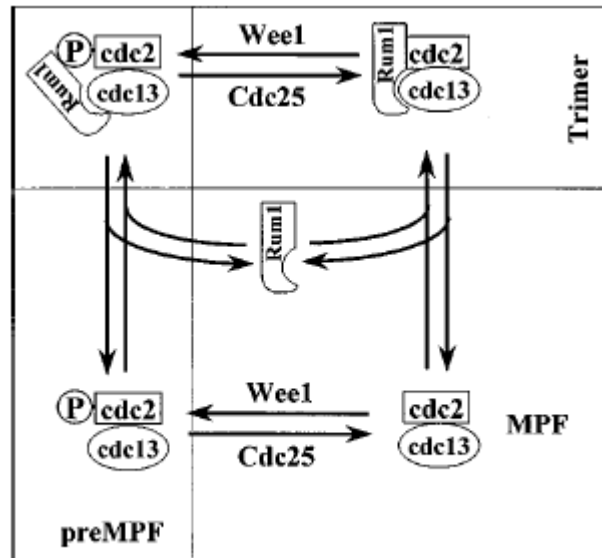 Wee1
P cdc2
Rum1
cdc13
Cdc25
Rum1
cdc2
cdc13
Trimer
Rum1
Wee1
P cdc2
cdc13
Cdc25
cdc2
cdc13
MPF
preMPF